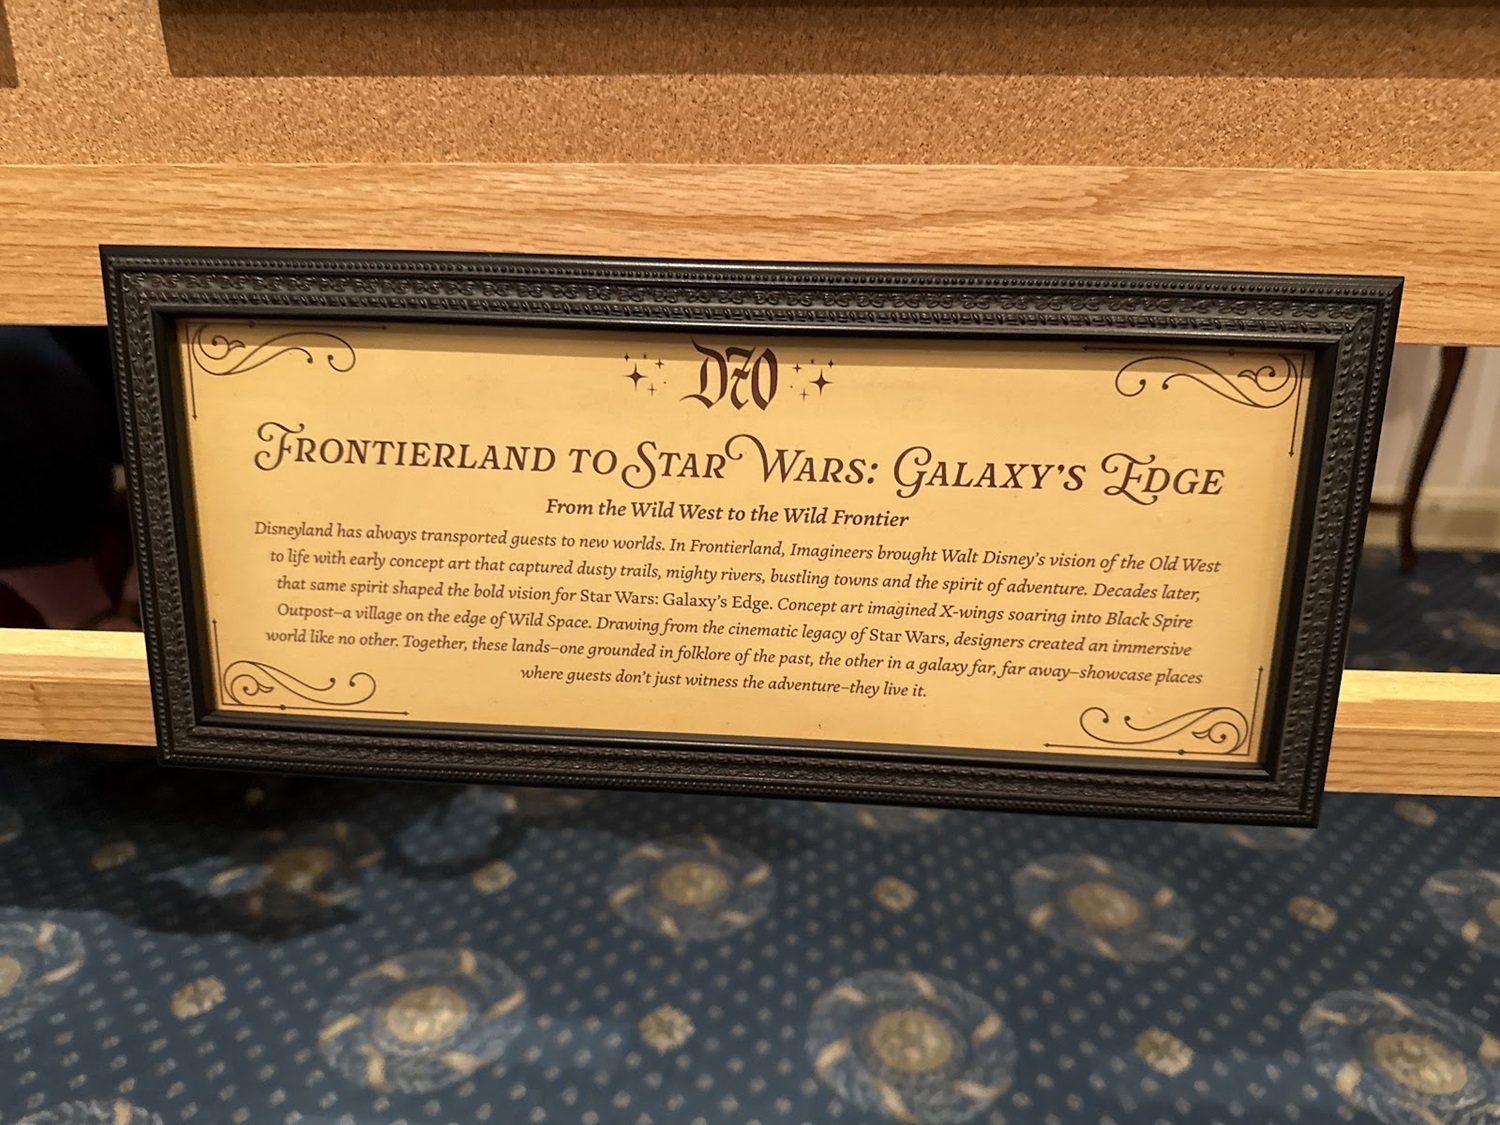 D70
Frontierland to Star Wars: Galaxy's Edge
From the Wild West to the Wild Frontier
Disneyland has always transported guests to new worlds. In Frontierland, Imagineers brought Walt Disney's vision of the Old West
to life with early concept art that captured dusty trails, mighty rivers, bustling towns and the spirit of adventure. Decades later,
that same spirit shaped the bold vision for Star Wars: Galaxy's Edge. Concept art imagined X-wings soaring into Black Spire
Outpost–a village on the edge of Wild Space. Drawing from the cinematic legacy of Star Wars, designers created an immersive
world like no other. Together, these lands–one grounded in folklore of the past, the other in a galaxy far, far away–showcase places
where guests don't just witness the adventure–they live it.